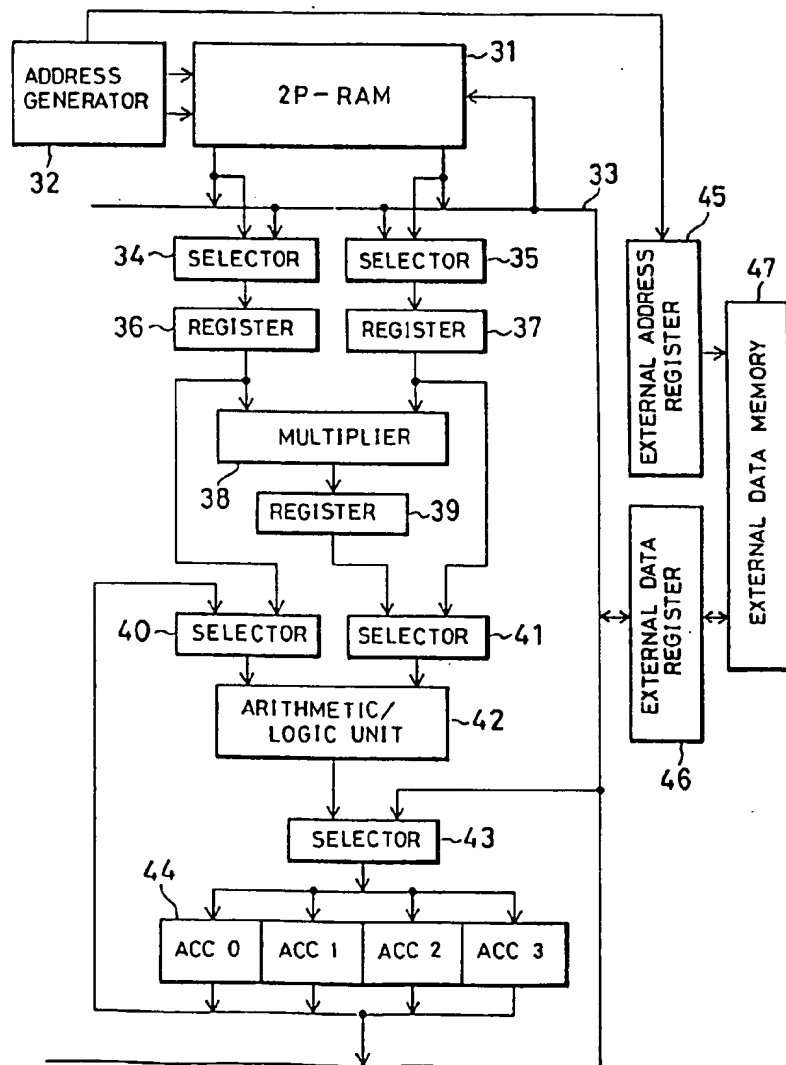 31
ADDRESS
GENERATOR
2P-RAM
32
33
45
34
SELECTOR
SELECTOR
35
47
36
REGISTER
REGISTER
37
EXTERNAL ADDRESS
REGISTER
EXTERNAL DATA MEMORY
MULTIPLIER
38
REGISTER
39
EXTERNAL DATA
REGISTER
40
SELECTOR
SELECTOR
41
ARITHMETIC/
LOGIC UNIT
42
46
SELECTOR
43
44
ACC 0
ACC 1
ACC 2
ACC 3